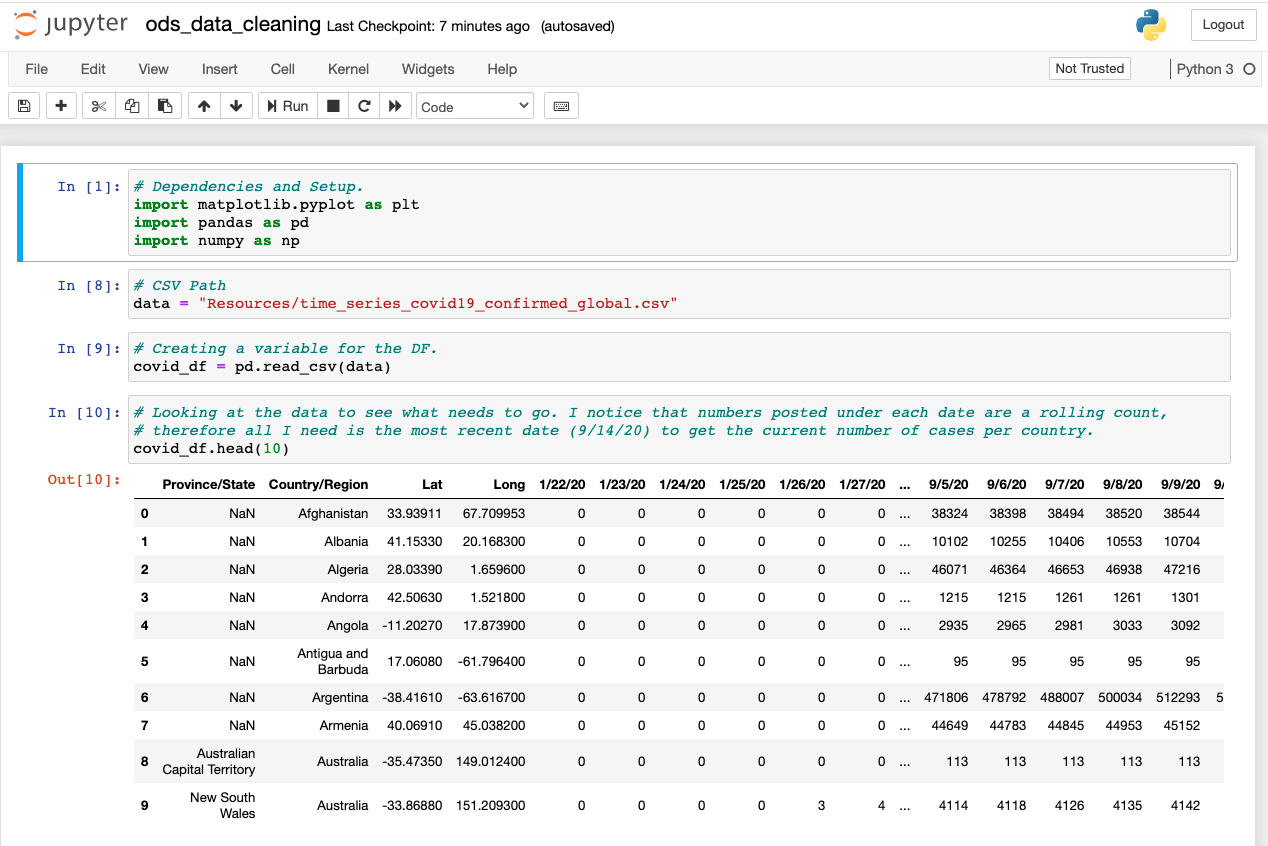 jupyter ods_data_cleaning Last Checkpoint: 7 minutes ago (autosaved) Logout
File Edit View Insert Cell Kernel Widgets Help Not Trusted Python 3
Run Code
In [1]: # Dependencies and Setup.
import matplotlib.pyplot as plt
import pandas as pd
import numpy as np
In [8]: # CSV Path
data = "Resources/time_series_covid19_confirmed_global.csv"
In [9]: # Creating a variable for the DF.
covid_df = pd.read_csv(data)
In [10]: # Looking at the data to see what needs to go. I notice that numbers posted under each date are a rolling count,
# therefore all I need is the most recent date (9/14/20) to get the current number of cases per country.
covid_df.head(10)
Out[10]:
Province/State Country/Region Lat Long 1/22/20 1/23/20 1/24/20 1/25/20 1/26/20 1/27/20 ... 9/5/20 9/6/20 9/7/20 9/8/20 9/9/20 9/
0 NaN Afghanistan 33.93911 67.709953 0 0 0 0 0 0 ... 38324 38398 38494 38520 38544
1 NaN Albania 41.15330 20.168300 0 0 0 0 0 0 ... 10102 10255 10406 10553 10704
2 NaN Algeria 28.03390 1.659600 0 0 0 0 0 0 ... 46071 46364 46653 46938 47216
3 NaN Andorra 42.50630 1.521800 0 0 0 0 0 0 ... 1215 1215 1261 1261 1301
4 NaN Angola -11.20270 17.873900 0 0 0 0 0 0 ... 2935 2965 2981 3033 3092
5 NaN Antigua and
Barbuda 17.06080 -61.796400 0 0 0 0 0 0 ... 95 95 95 95 95
6 NaN Argentina -38.41610 -63.616700 0 0 0 0 0 0 ... 471806 478792 488007 500034 512293 5
7 NaN Armenia 40.06910 45.038200 0 0 0 0 0 0 ... 44649 44783 44845 44953 45152
8 Australian
Capital Territory Australia -35.47350 149.012400 0 0 0 0 0 0 ... 113 113 113 113 113
9 New South
Wales Australia -33.86880 151.209300 0 0 0 0 3 4 ... 4114 4118 4126 4135 4142